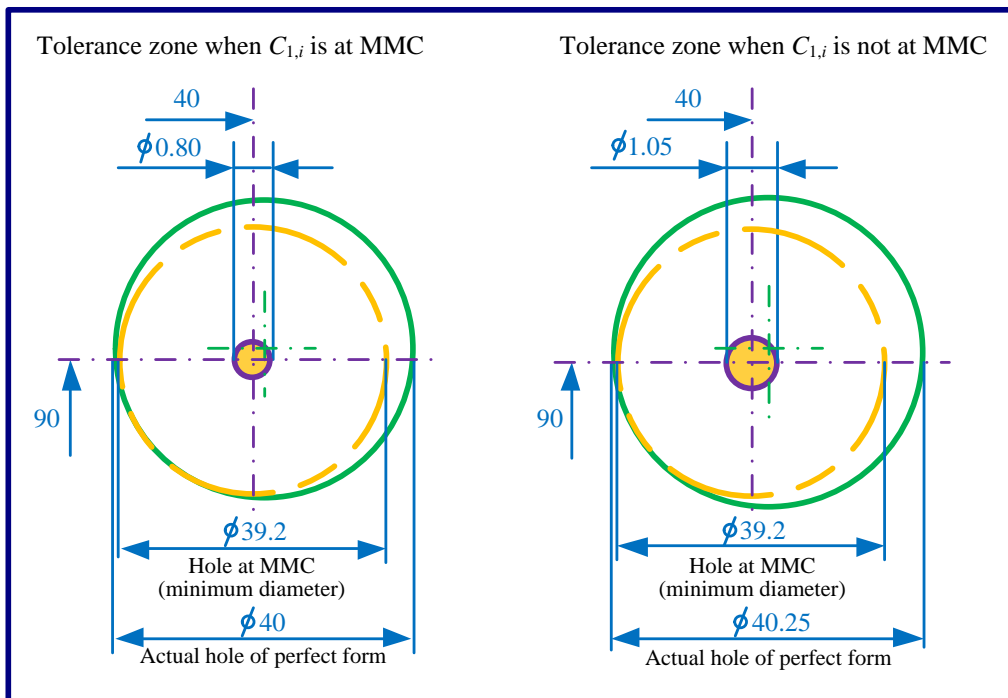 Tolerance zone when C1,i is at MMC
40
ϕ0.80
90
ϕ39.2
Hole at MMC
(minimum diameter)
ϕ40
Actual hole of perfect form
Tolerance zone when C1,i is not at MMC
40
ϕ1.05
90
ϕ39.2
Hole at MMC
(minimum diameter)
ϕ40.25
Actual hole of perfect form